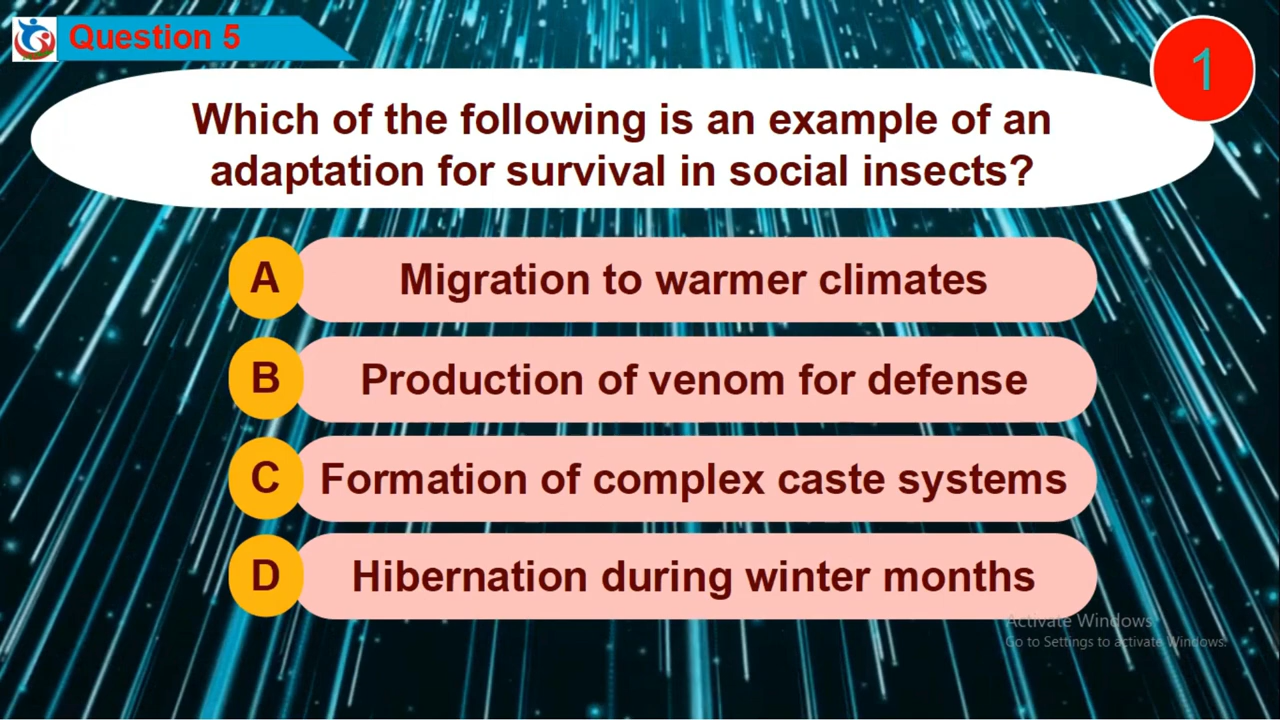 Question 5
1
Which of the following is an example of an
adaptation for survival in social insects?
A
Migration to warmer climates
B
Production of venom for defense
C
Formation of complex caste systems
D
Hibernation during winter months
Activate Windows
Go to Settings to activate Windows.